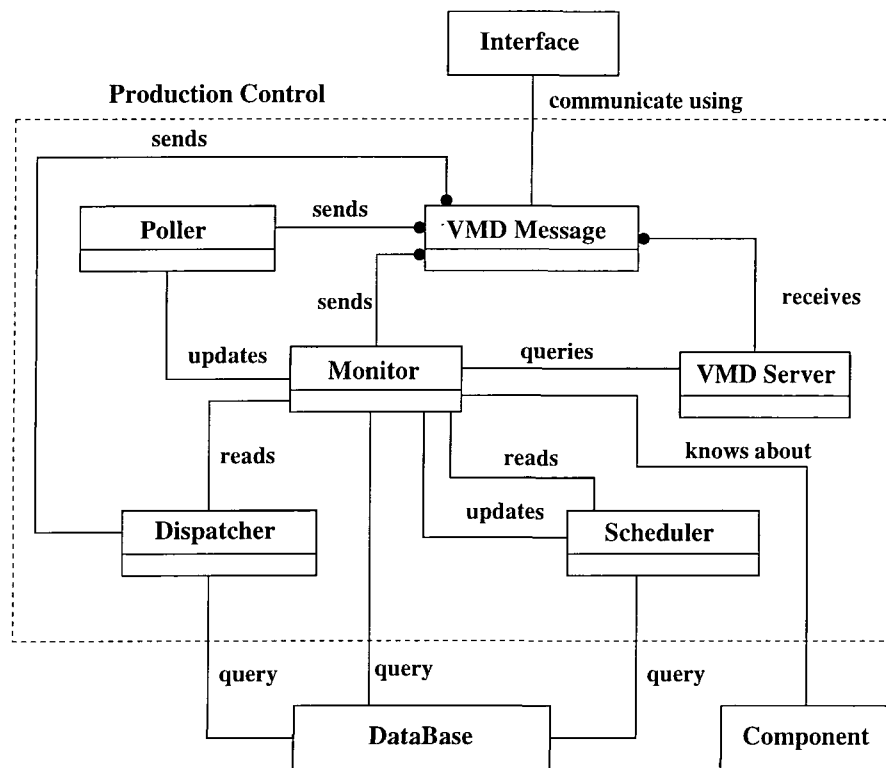 Interface
Production Control
communicate using
sends
Poller
sends
VMD Message
sends
receives
updates
Monitor
queries
VMD Server
reads
reads
knows about
updates
Dispatcher
Scheduler
query
query
query
DataBase
Component